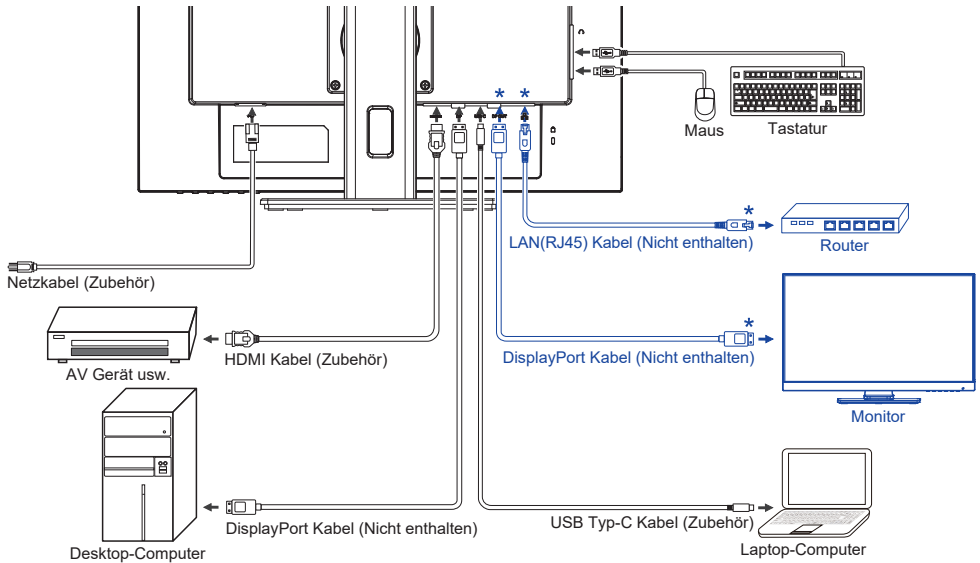 *
*
Maus
Tastatur
*
LAN(RJ45) Kabel (Nicht enthalten)
Router
Netzkabel (Zubehör)
*
HDMI Kabel (Zubehör)
DisplayPort Kabel (Nicht enthalten)
AV Gerät usw.
Monitor
DisplayPort Kabel (Nicht enthalten)
USB Typ-C Kabel (Zubehör)
Desktop-Computer
Laptop-Computer